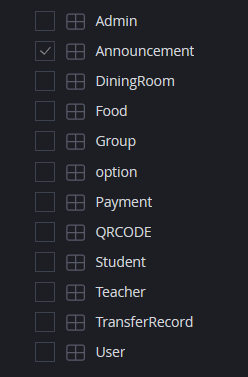 Admin
Announcement
DiningRoom
Food
Group
option
Payment
QRCODE
Student
Teacher
TransferRecord
User